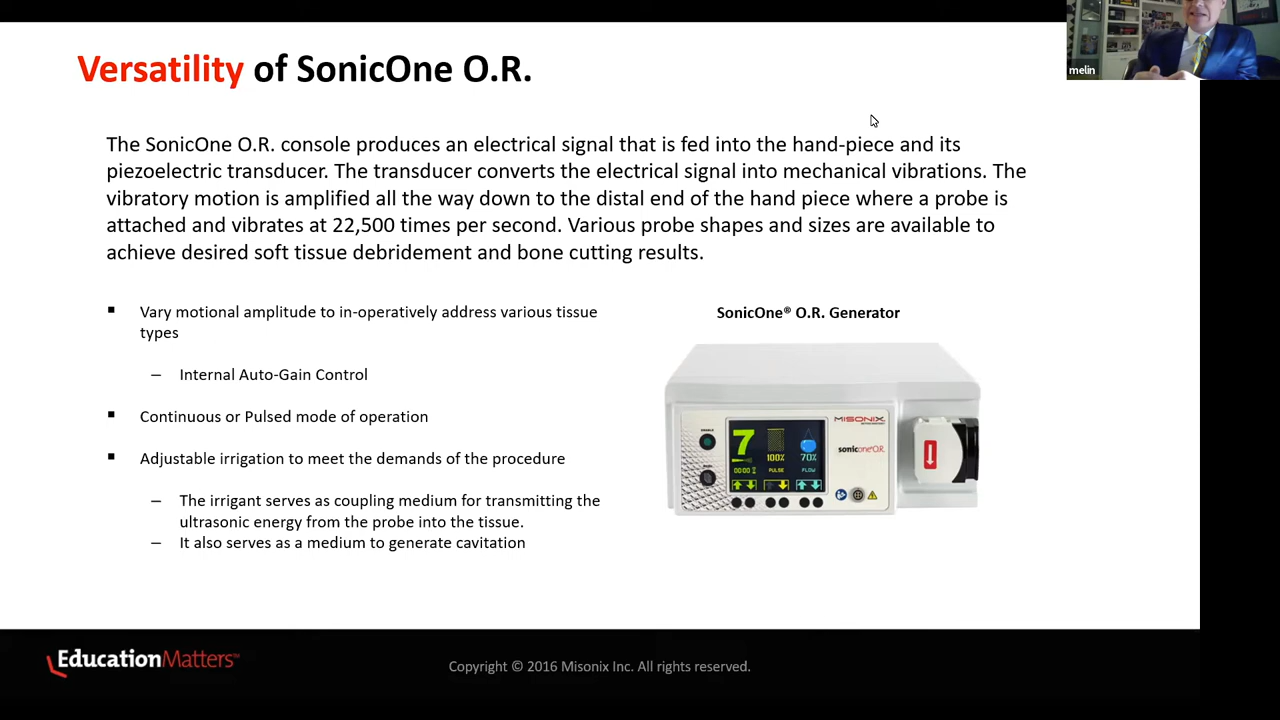 melin
Versatility of SonicOne O.R.
The SonicOne O.R. console produces an electrical signal that is fed into the hand-piece and its
piezoelectric transducer. The transducer converts the electrical signal into mechanical vibrations. The
vibratory motion is amplified all the way down to the distal end of the hand piece where a probe is
attached and vibrates at 22,500 times per second. Various probe shapes and sizes are available to
achieve desired soft tissue debridement and bone cutting results.
▪ Vary motional amplitude to in-operatively address various tissue
types
– Internal Auto-Gain Control
▪ Continuous or Pulsed mode of operation
▪ Adjustable irrigation to meet the demands of the procedure
– The irrigant serves as coupling medium for transmitting the
ultrasonic energy from the probe into the tissue.
– It also serves as a medium to generate cavitation
SonicOne® O.R. Generator
MISONIX
sonicone O.R.
7
100% 70%
PULSE FLOW
EducationMatters™
Copyright © 2016 Misonix Inc. All rights reserved.